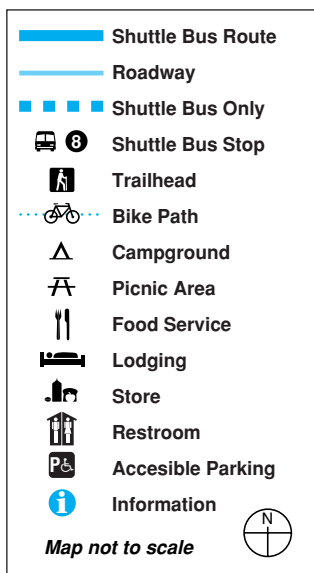 Shuttle Bus Route
Roadway
Shuttle Bus Only
8 Shuttle Bus Stop
Trailhead
Bike Path
Campground
Picnic Area
Food Service
Lodging
Store
Restroom
P Accesible Parking
i Information
N
Map not to scale